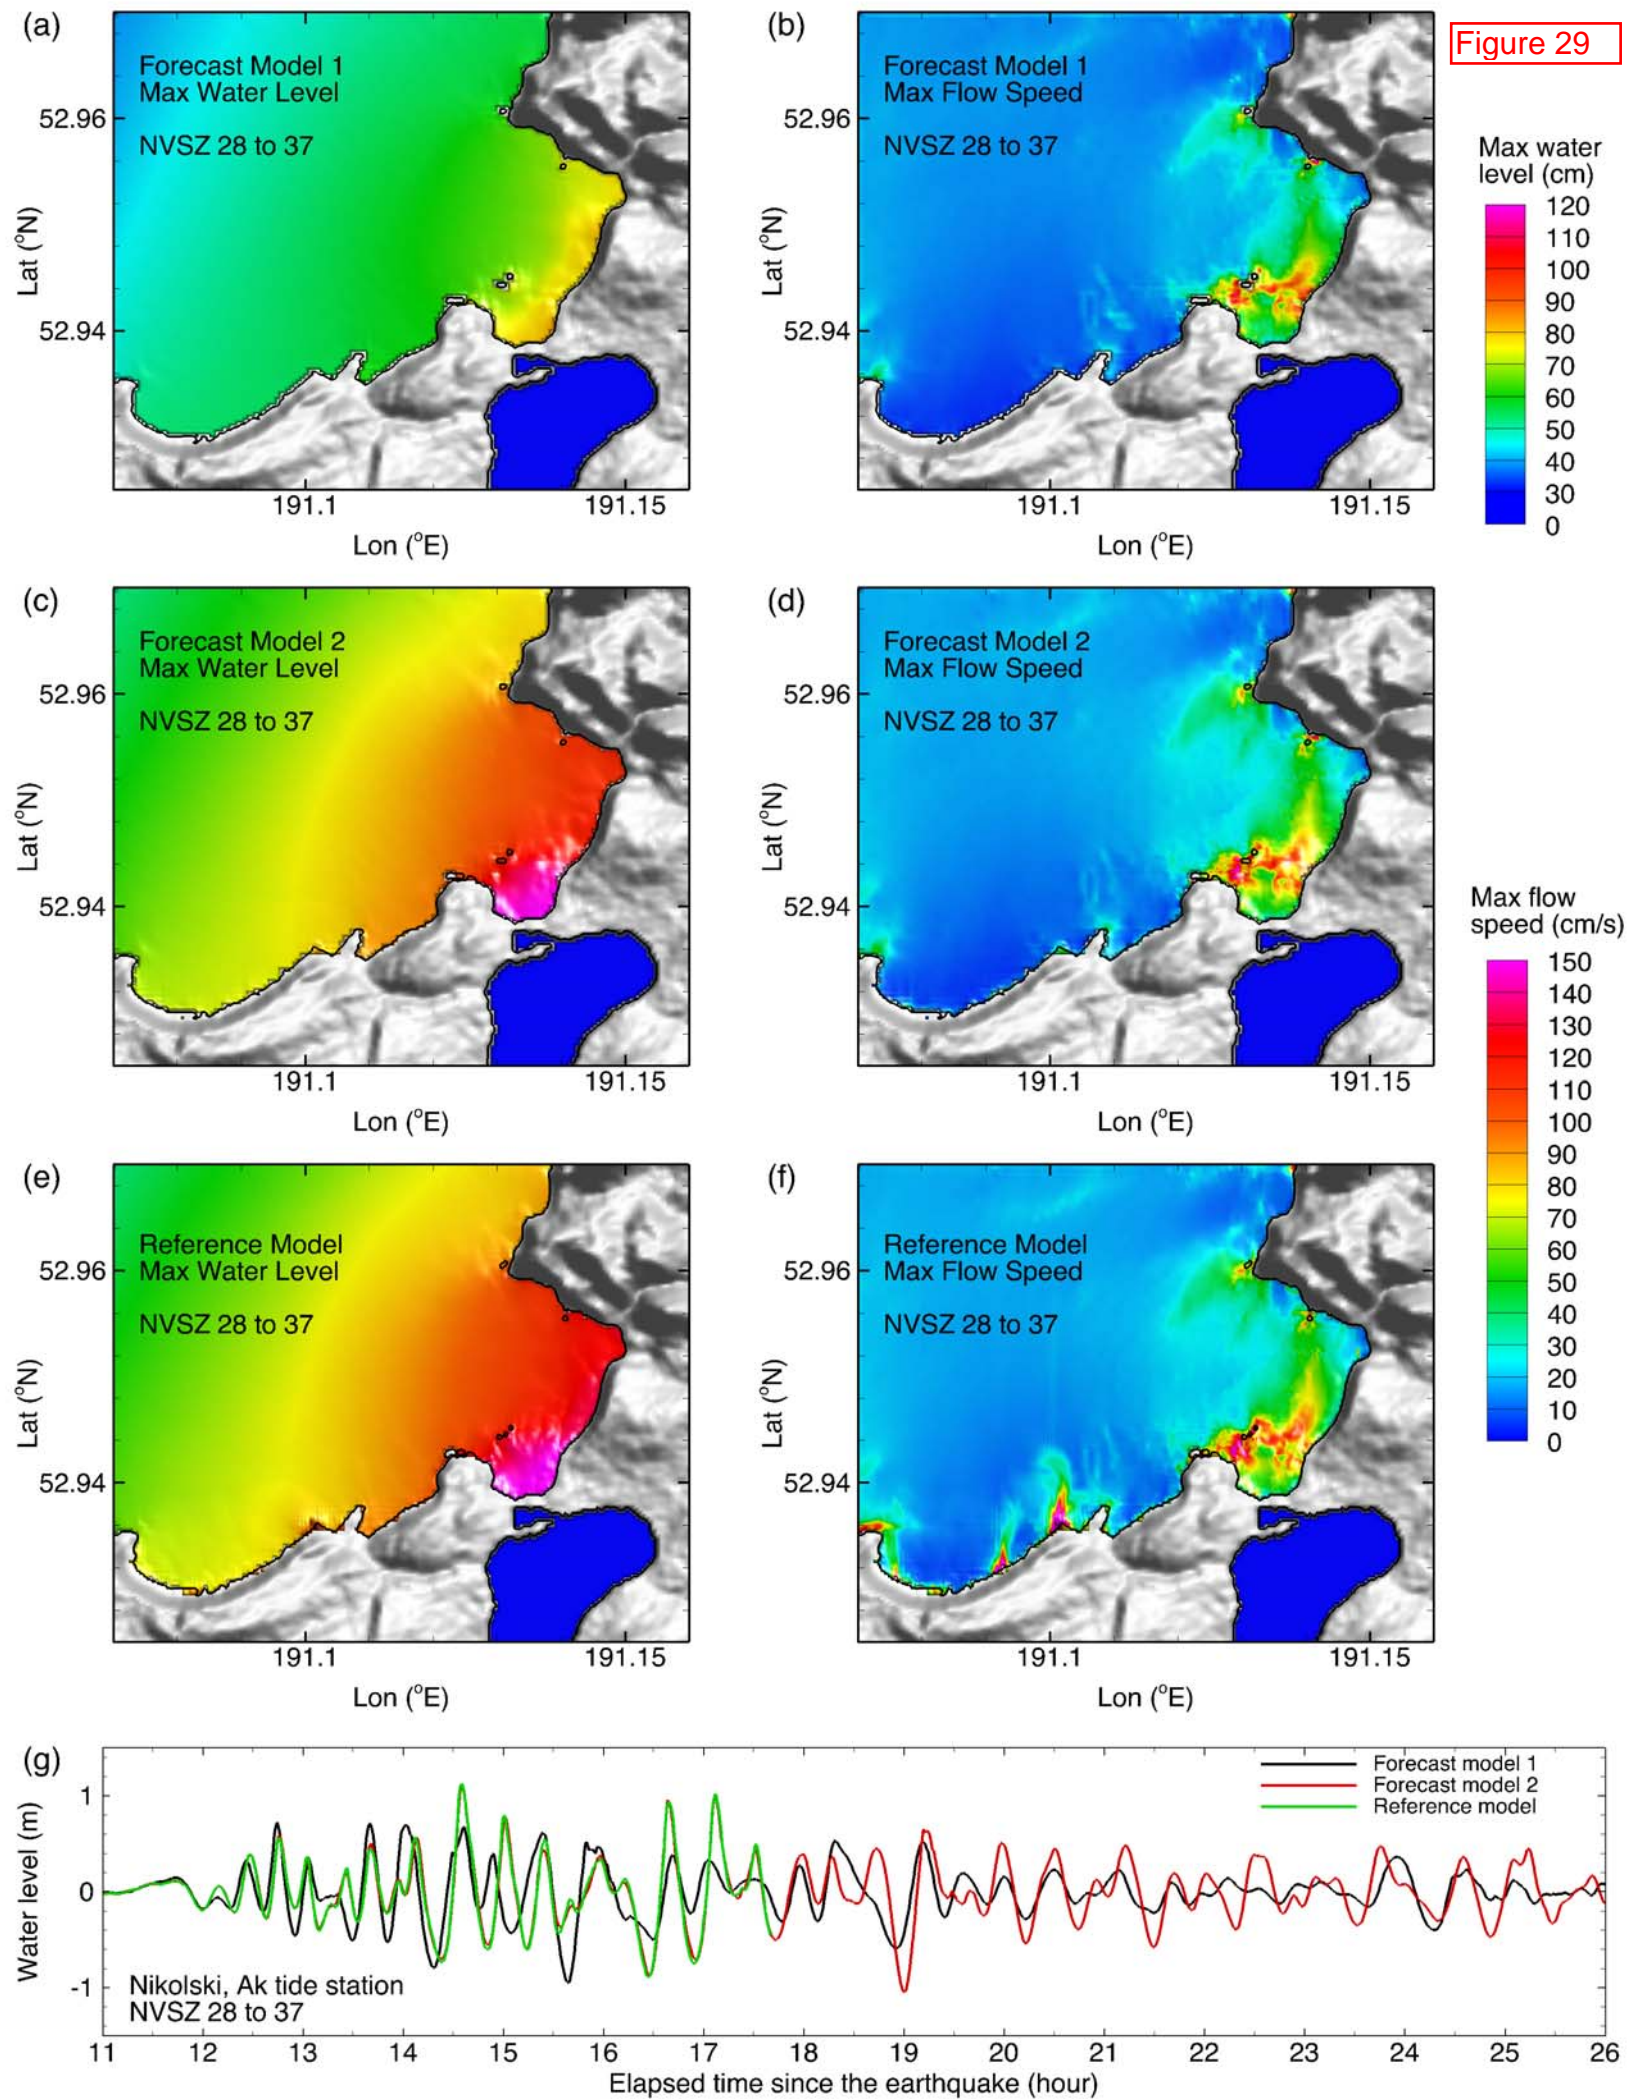 Figure 29
(a)
Forecast Model 1
Max Water Level
NVSZ 28 to 37
52.96
52.94
Lat (°N)
191.1
191.15
Lon (°E)
(b)
Forecast Model 1
Max Flow Speed
NVSZ 28 to 37
52.96
52.94
Lat (°N)
191.1
191.15
Lon (°E)
Max water
level (cm)
120
110
100
90
80
70
60
50
40
30
0
(c)
Forecast Model 2
Max Water Level
NVSZ 28 to 37
52.96
52.94
Lat (°N)
191.1
191.15
Lon (°E)
(d)
Forecast Model 2
Max Flow Speed
NVSZ 28 to 37
52.96
52.94
Lat (°N)
191.1
191.15
Lon (°E)
Max flow
speed (cm/s)
150
140
130
120
110
100
90
80
70
60
50
40
30
20
10
0
(e)
Reference Model
Max Water Level
NVSZ 28 to 37
52.96
52.94
Lat (°N)
191.1
191.15
Lon (°E)
(f)
Reference Model
Max Flow Speed
NVSZ 28 to 37
52.96
52.94
Lat (°N)
191.1
191.15
Lon (°E)
(g)
Forecast model 1
Forecast model 2
Reference model
1
0
-1
Water level (m)
Nikolski, Ak tide station
NVSZ 28 to 37
11 12 13 14 15 16 17 18 19 20 21 22 23 24 25 26
Elapsed time since the earthquake (hour)